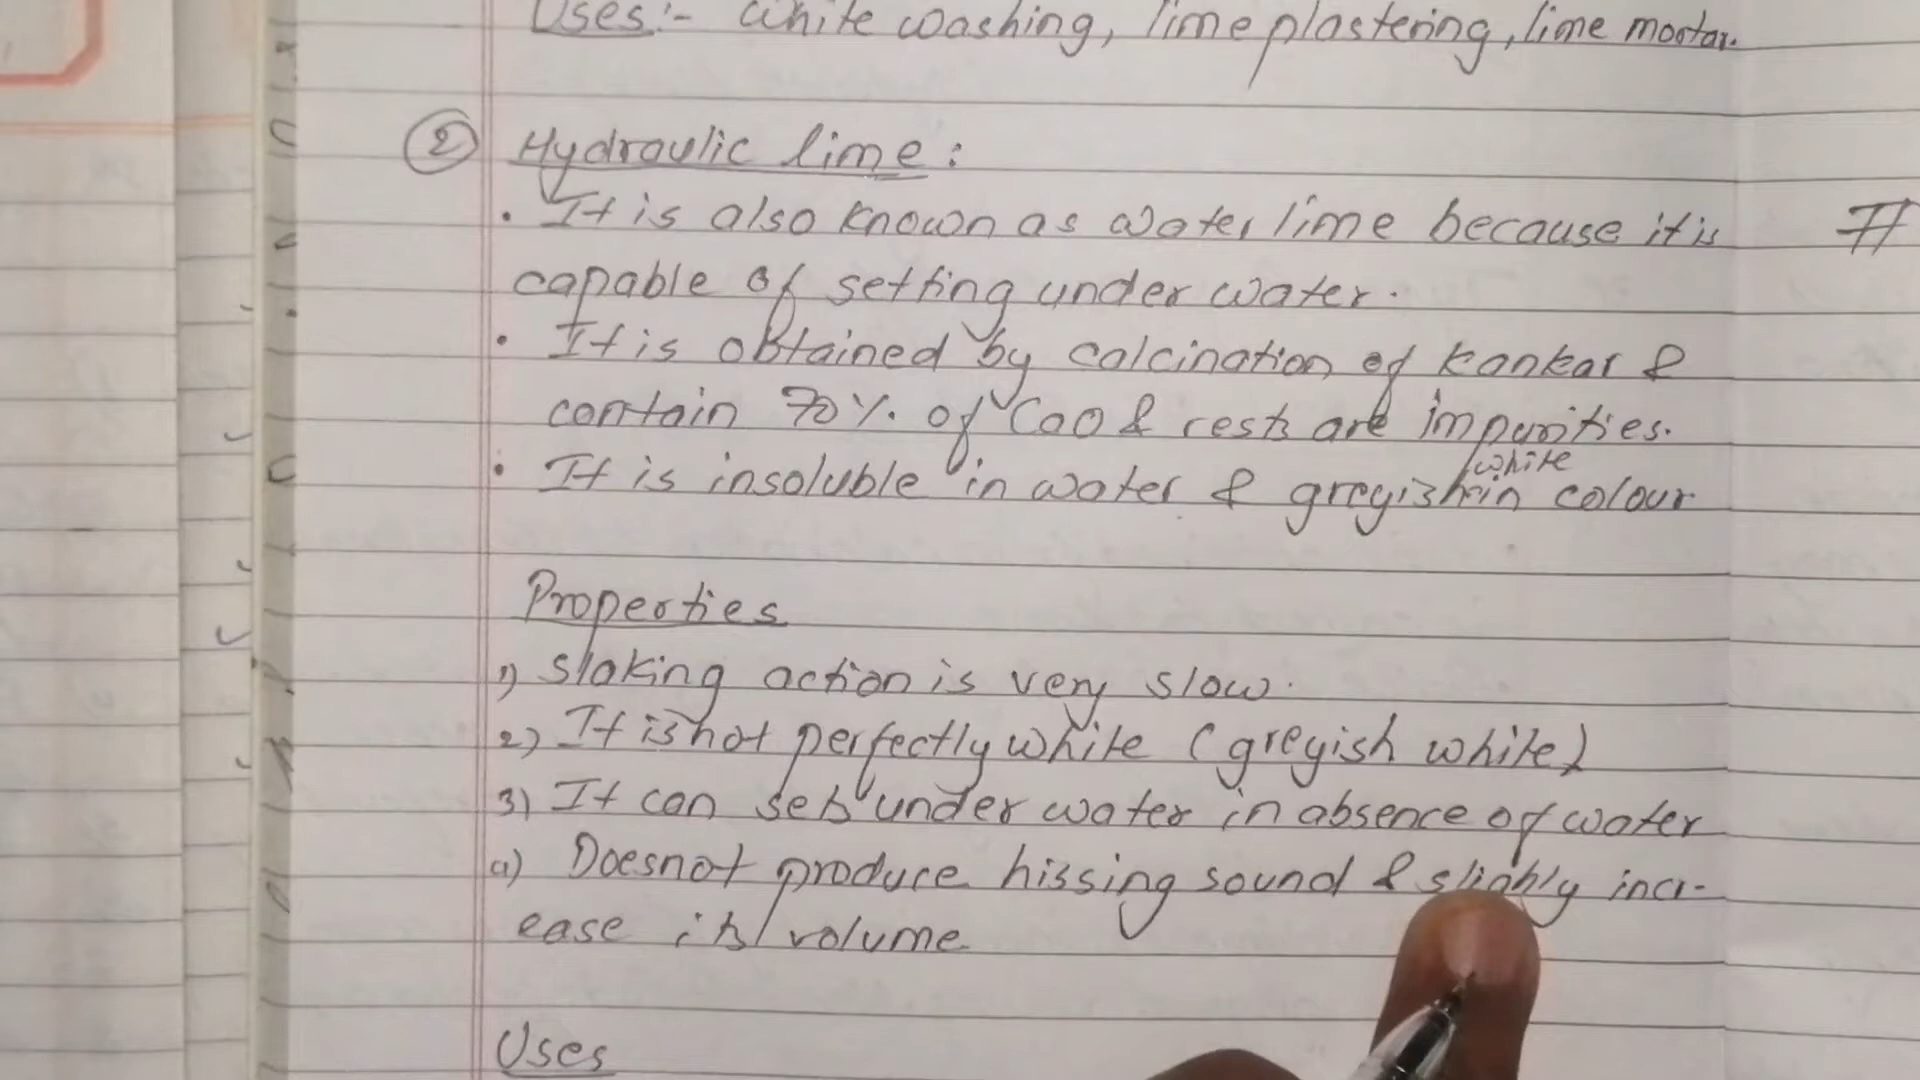 Uses:- White washing, lime plastering, lime mortar.
② Hydraulic lime:
• It is also known as water lime because it is
capable of setting under water.
• It is obtained by calcination of kankar &
contain 70% of CaO & rests are impurities.
• It is insoluble in water & greyish white in colour
Properties
1) Slaking action is very slow.
2) It is not perfectly white (greyish white)
3) It can sets under water in absence of water
4) Doesnot produce hissing sound & slighly incr-
ease its volume
Uses